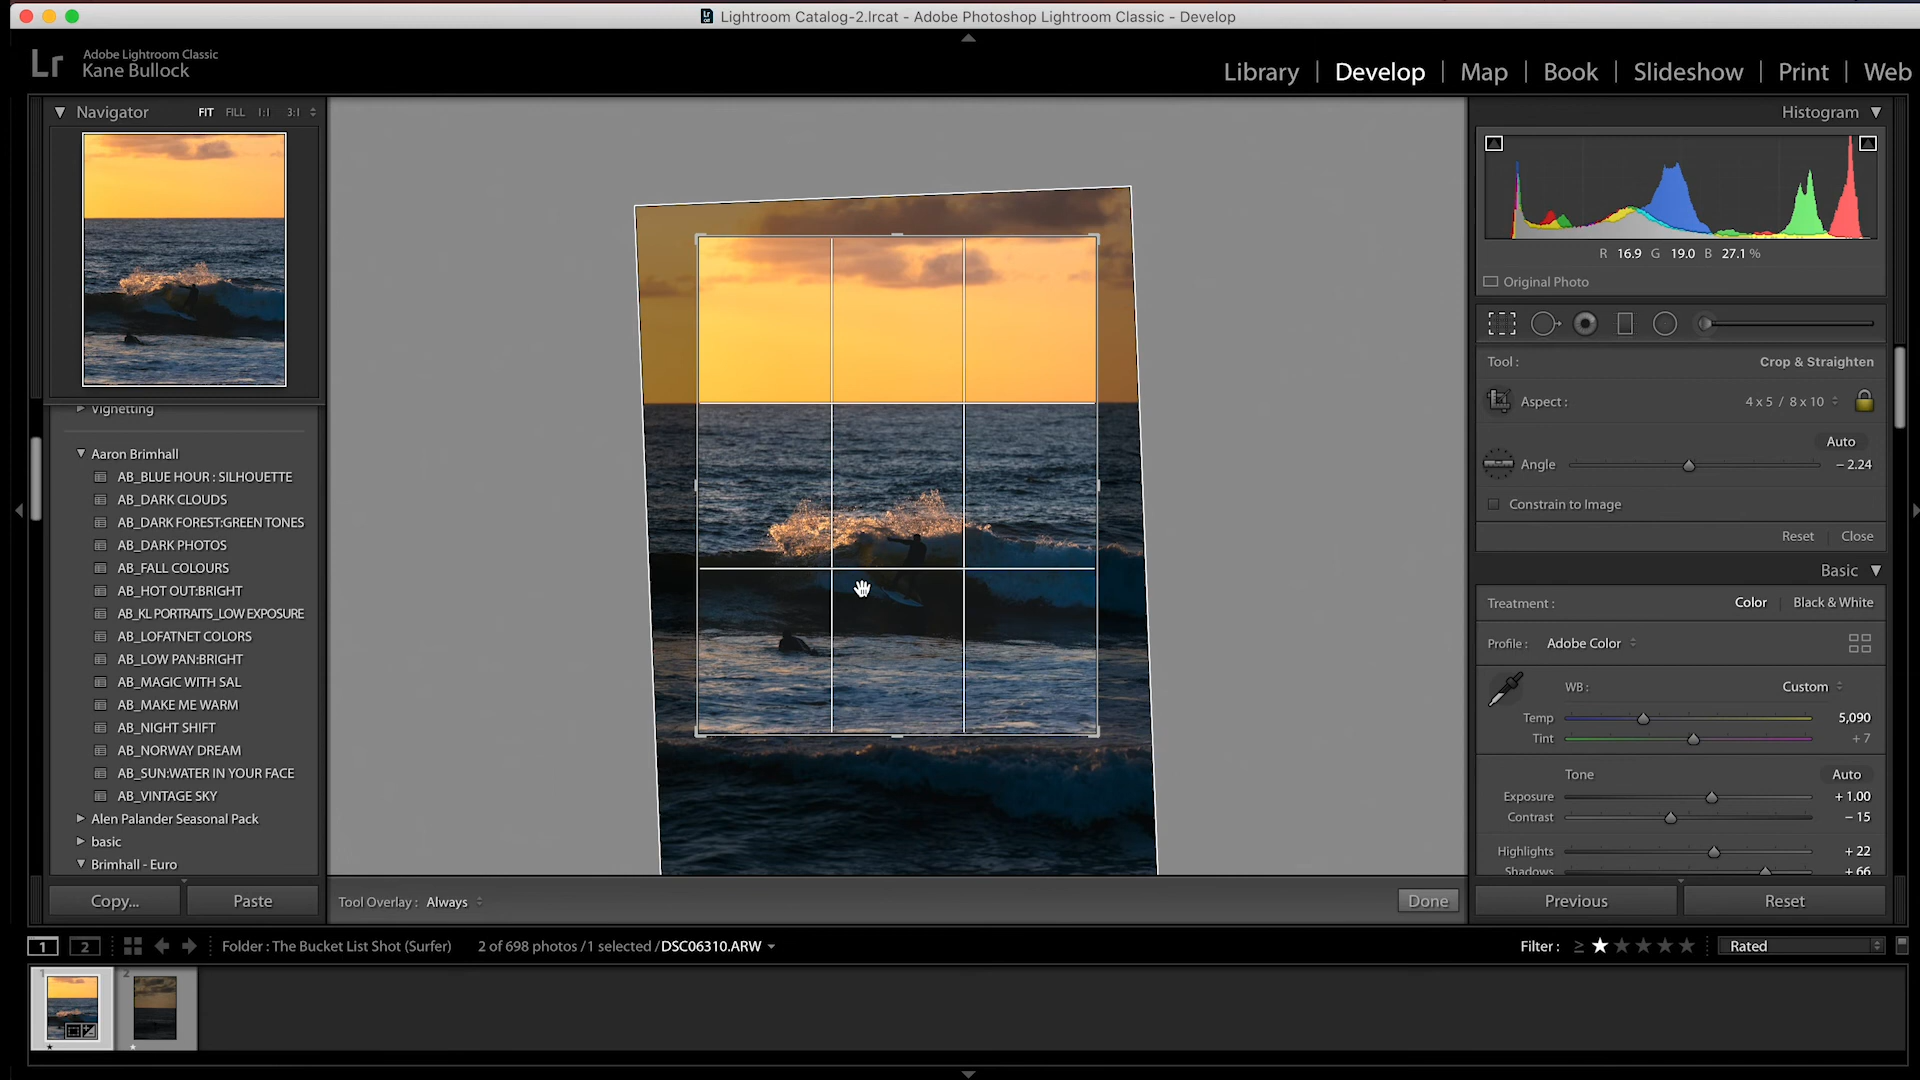 Lightroom Catalog-2.lrcat - Adobe Photoshop Lightroom Classic - Develop
Lr
Adobe Lightroom Classic
Kane Bullock
Library | Develop | Map | Book | Slideshow | Print | Web
Navigator FIT FILL 1:1 3:1
Vignetting
Aaron Brimhall
AB_BLUE HOUR : SILHOUETTE
AB_DARK CLOUDS
AB_DARK FOREST:GREEN TONES
AB_DARK PHOTOS
AB_FALL COLOURS
AB_HOT OUT:BRIGHT
AB_KL PORTRAITS_LOW EXPOSURE
AB_LOFATNET COLORS
AB_LOW PAN:BRIGHT
AB_MAGIC WITH SAL
AB_MAKE ME WARM
AB_NIGHT SHIFT
AB_NORWAY DREAM
AB_SUN:WATER IN YOUR FACE
AB_VINTAGE SKY
Alen Palander Seasonal Pack
basic
Brimhall - Euro
Copy... Paste
Tool Overlay : Always
Done
Histogram
R 16.9 G 19.0 B 27.1 %
Original Photo
Tool : Crop & Straighten
Aspect : 4 x 5 / 8 x 10
Auto
Angle - 2.24
Constrain to Image
Reset Close
Basic
Treatment : Color | Black & White
Profile : Adobe Color
WB : Custom
Temp 5,090
Tint + 7
Tone Auto
Exposure + 1.00
Contrast - 15
Highlights + 22
Shadows + 66
Previous Reset
1 2 Folder : The Bucket List Shot (Surfer) 2 of 698 photos / 1 selected / DSC06310.ARW
Filter : ≥ ★ ★ ★ ★ ★ Rated
1 2